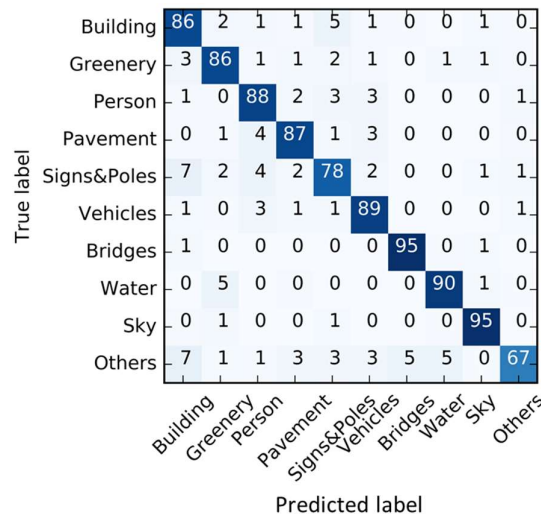 Building 86 2 1 1 5 1 0 0 1 0
Greenery 3 86 1 1 2 1 0 1 1 0
Person 1 0 88 2 3 3 0 0 0 1
Pavement 0 1 4 87 1 3 0 0 0 0
Signs&Poles 7 2 4 2 78 2 0 0 1 1
Vehicles 1 0 3 1 1 89 0 0 0 1
Bridges 1 0 0 0 0 0 95 0 1 0
Water 0 5 0 0 0 0 0 90 1 0
Sky 0 1 0 0 1 0 0 0 95 0
Others 7 1 1 3 3 3 5 5 0 67
True label
Building Greenery Person Pavement Signs&Poles Vehicles Bridges Water Sky Others
Predicted label